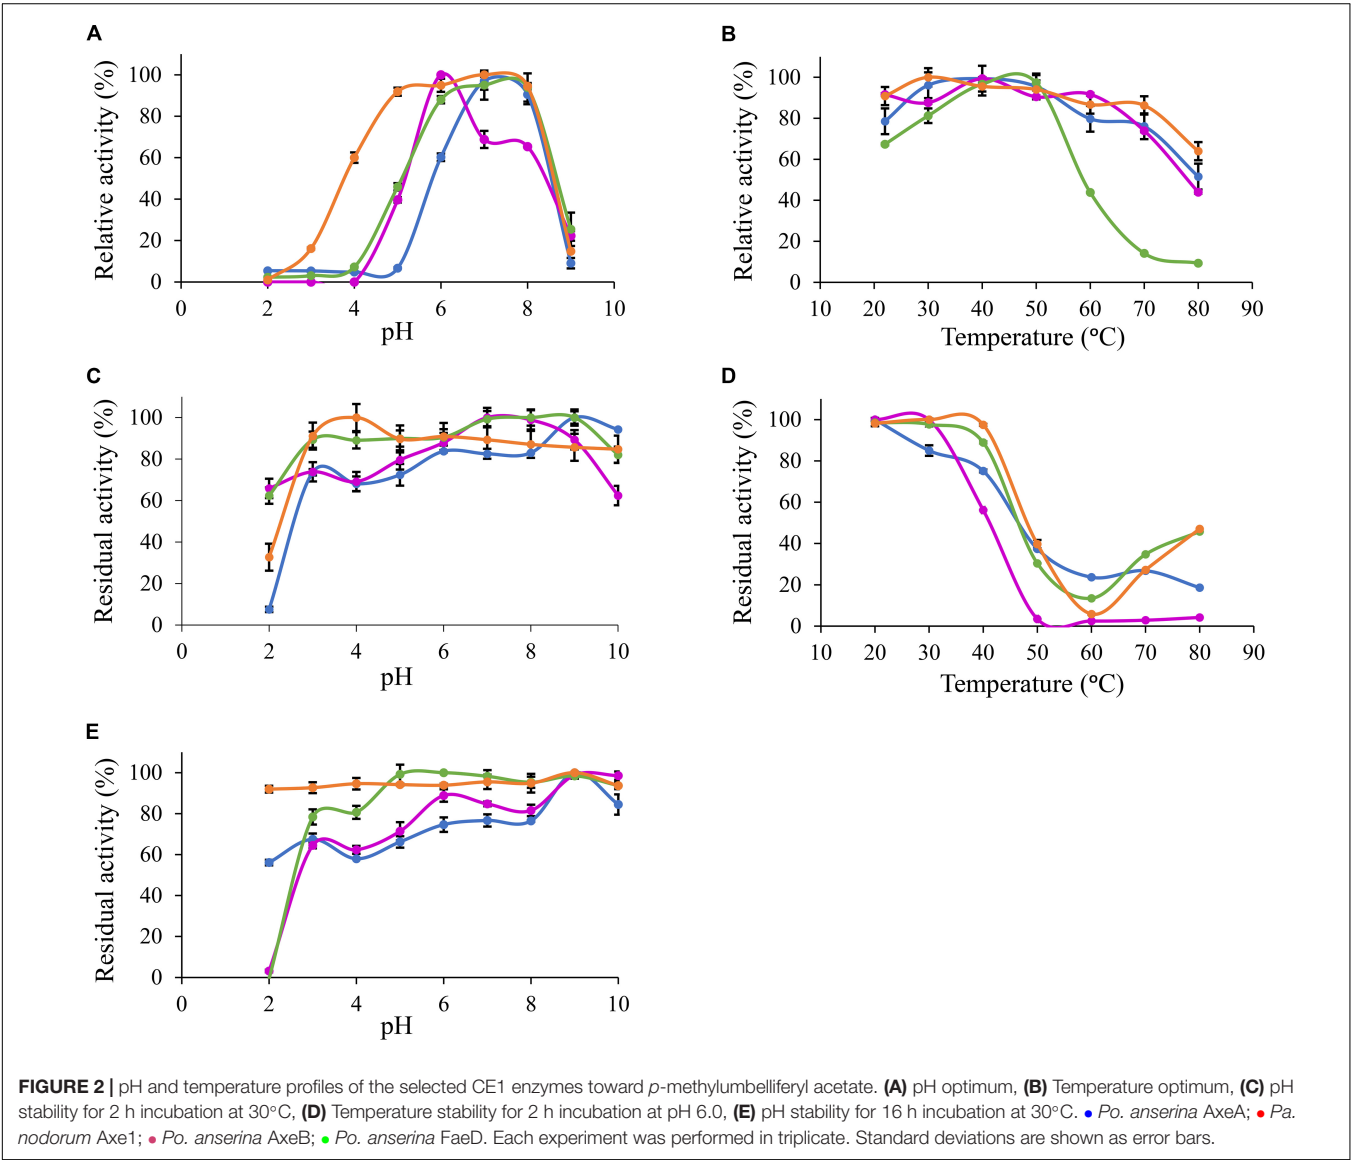 A
Relative activity (%)
100
80
60
40
20
0
0 2 4 6 8 10
pH
B
Relative activity (%)
100
80
60
40
20
0
10 20 30 40 50 60 70 80 90
Temperature (°C)
C
Residual activity (%)
100
80
60
40
20
0
0 2 4 6 8 10
pH
D
Residual activity (%)
100
80
60
40
20
0
10 20 30 40 50 60 70 80 90
Temperature (°C)
E
Residual activity (%)
100
80
60
40
20
0
0 2 4 6 8 10
pH
FIGURE 2 | pH and temperature profiles of the selected CE1 enzymes toward p-methylumbelliferyl acetate. (A) pH optimum, (B) Temperature optimum, (C) pH
stability for 2 h incubation at 30°C, (D) Temperature stability for 2 h incubation at pH 6.0, (E) pH stability for 16 h incubation at 30°C. • Po. anserina AxeA; • Pa.
nodorum Axe1; • Po. anserina AxeB; • Po. anserina FaeD. Each experiment was performed in triplicate. Standard deviations are shown as error bars.